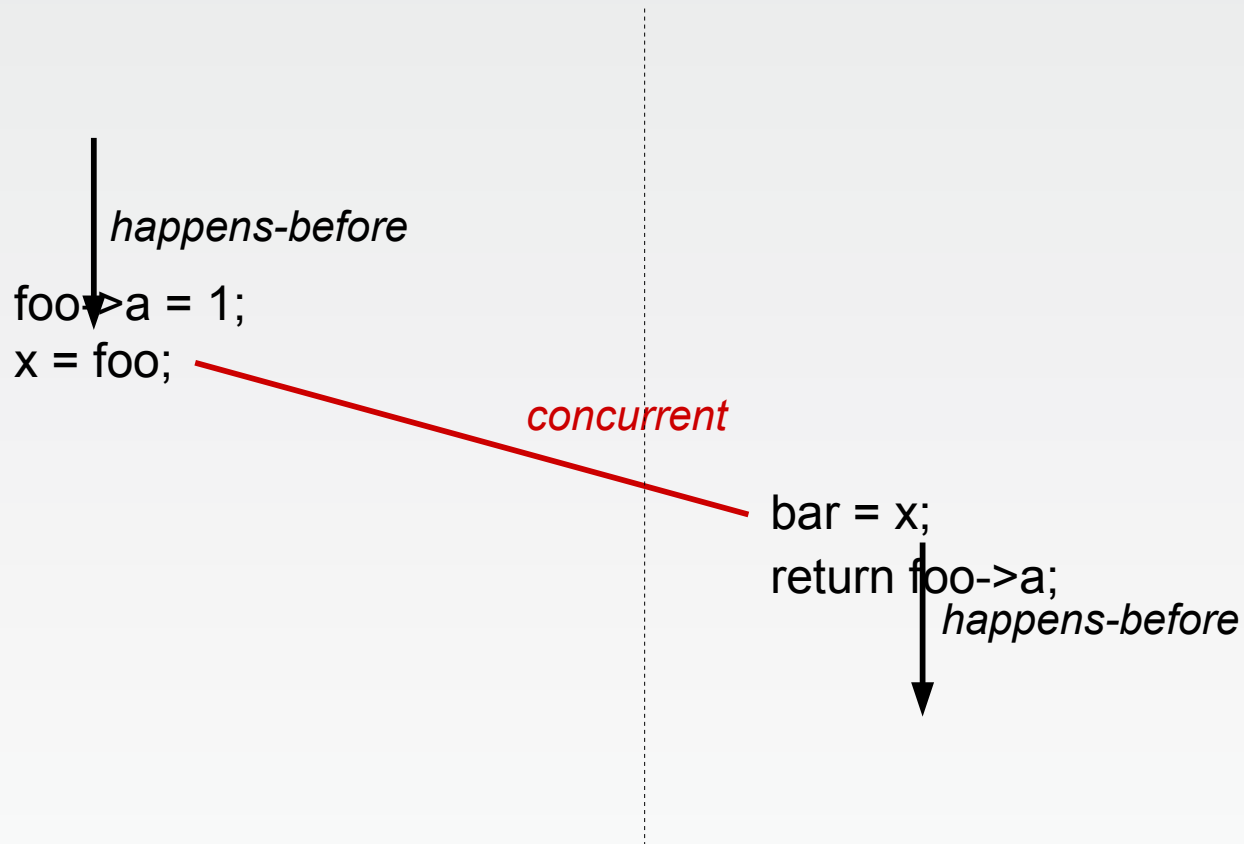 happens-before
foo->a = 1;
x = foo;
concurrent
bar = x;
return foo->a;
happens-before